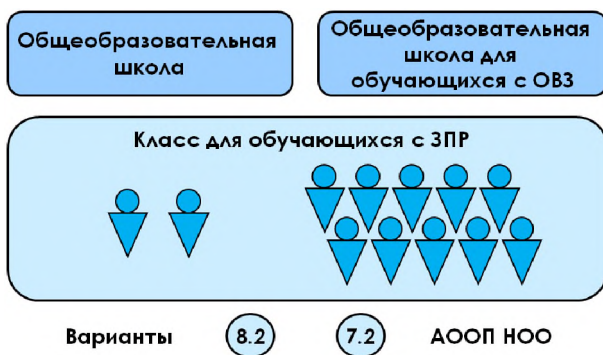 Общеобразовательная
школа
Общеобразовательная
школа для
обучающихся с ОВЗ
Класс для обучающихся с ЗПР
Варианты 8.2 7.2 АООП НОО